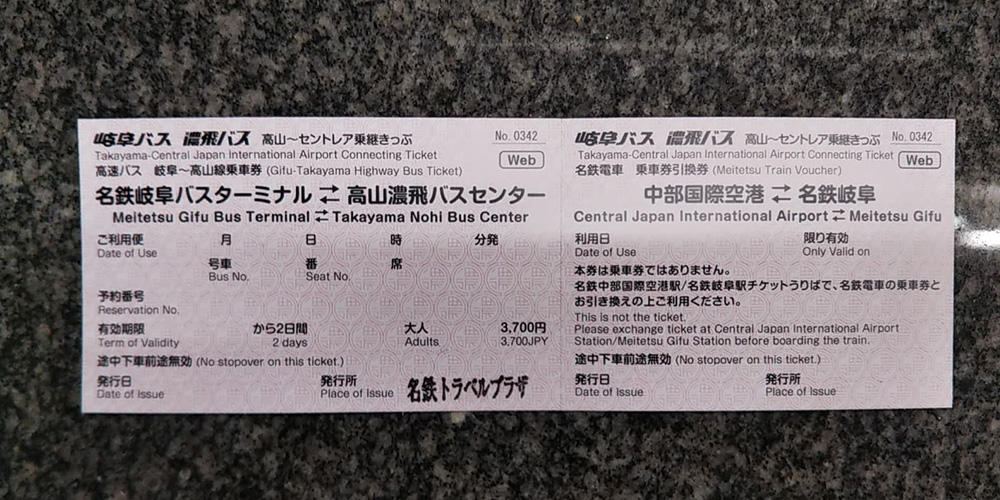 岐阜バス 濃飛バス 高山～セントレア乗継きっぷ No. 0342
Takayama-Central Japan International Airport Connecting Ticket
Web
高速バス 岐阜～高山線乗車券 (Gifu-Takayama Highway Bus Ticket)
名鉄岐阜バスターミナル ⇄ 高山濃飛バスセンター
Meitetsu Gifu Bus Terminal ⇄ Takayama Nohi Bus Center
ご利用便 月 日 時 分発
Date of Use
号車 番 席
Bus No. Seat No.
予約番号
Reservation No.
有効期限 から2日間 大人 3,700円
Term of Validity 2 days Adults 3,700JPY
途中下車前途無効 (No stopover on this ticket.)
発行日 発行所 名鉄トラベルプラザ
Date of Issue Place of Issue
岐阜バス 濃飛バス 高山～セントレア乗継きっぷ No. 0342
Takayama-Central Japan International Airport Connecting Ticket
Web
名鉄電車 乗車券引換券 (Meitetsu Train Voucher)
中部国際空港 ⇄ 名鉄岐阜
Central Japan International Airport ⇄ Meitetsu Gifu
利用日 限り有効
Date of Use Only Valid on
本券は乗車券ではありません。
名鉄中部国際空港駅/名鉄岐阜駅チケットうりばで、名鉄電車の乗車券と
お引き換えの上ご利用ください。
This is not the ticket.
Please exchange ticket at Central Japan International Airport
Station/Meitetsu Gifu Station before boarding the train.
途中下車前途無効 (No stopover on this ticket.)
発行日 発行所
Date of Issue Place of Issue